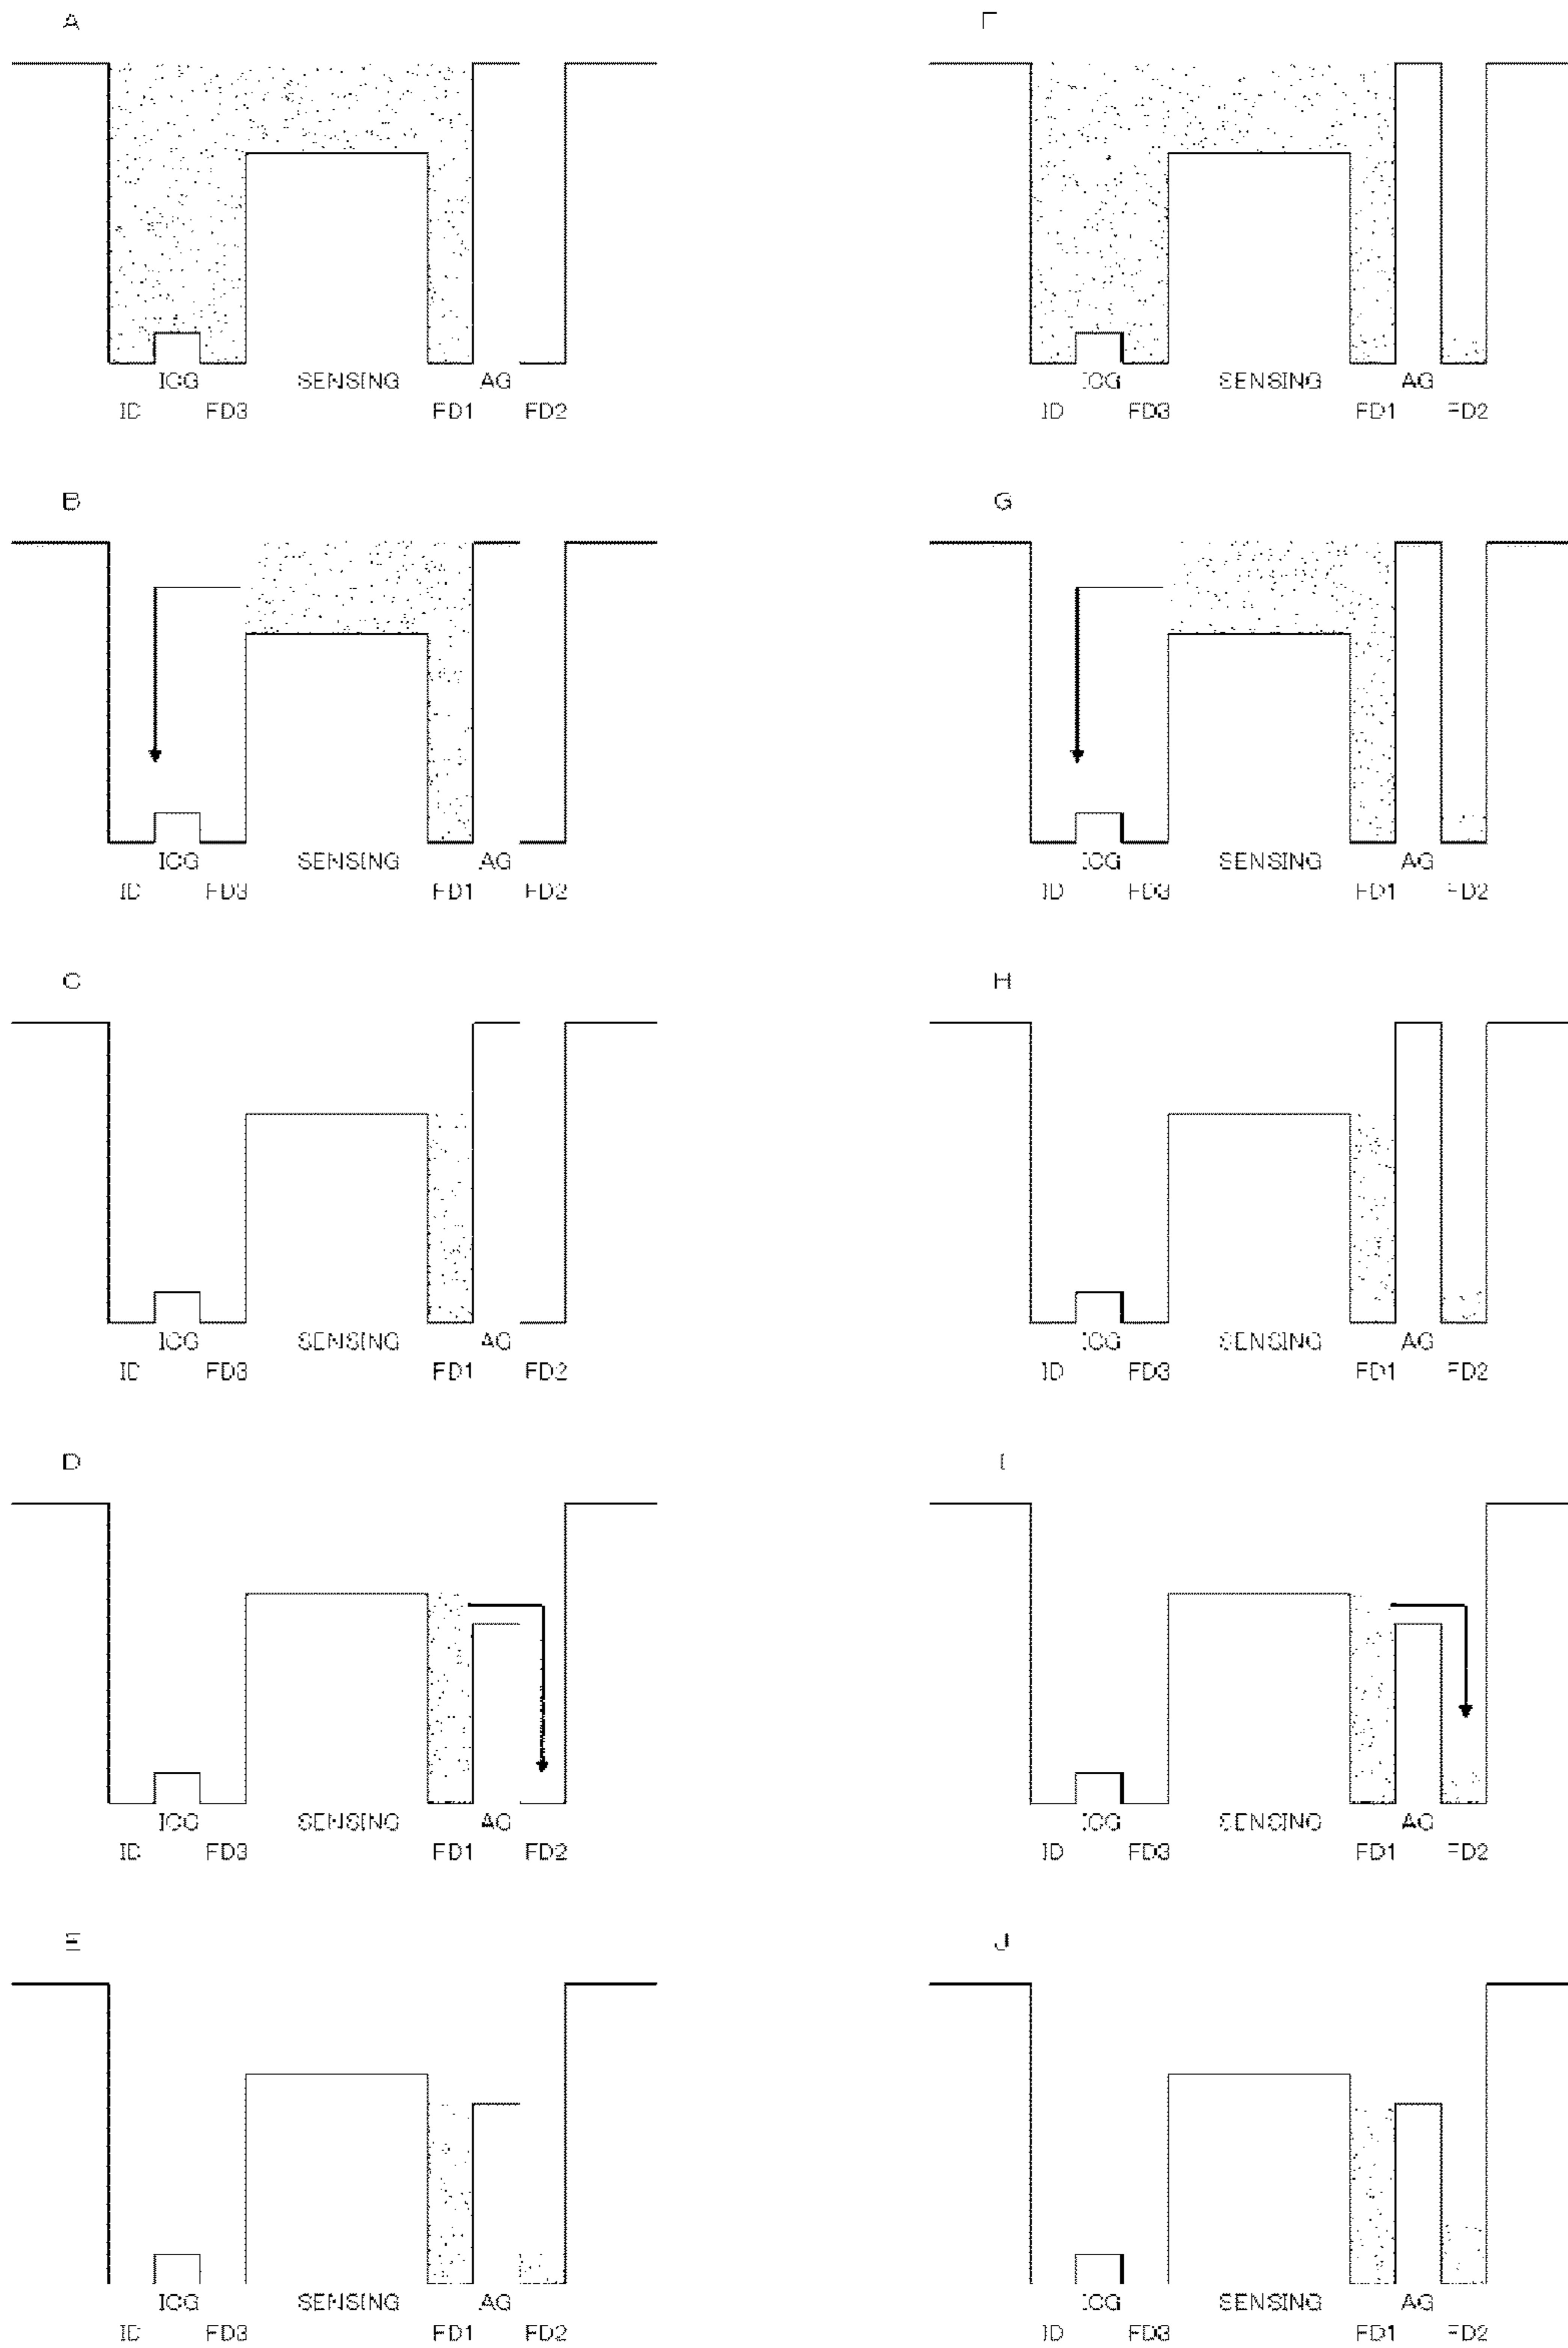 A
ICG SENSING AG
ID FD3 FD1 FD2
B
ICG SENSING AG
ID FD3 FD1 FD2
C
ICG SENSING AG
ID FD3 FD1 FD2
D
ICG SENSING AG
ID FD3 FD1 FD2
E
ICG SENSING AG
ID FD3 FD1 FD2
F
ICG SENSING AG
ID FD3 FD1 FD2
G
ICG SENSING AG
ID FD3 FD1 FD2
H
ICG SENSING AG
ID FD3 FD1 FD2
I
ICG SENSING AG
ID FD3 FD1 FD2
J
ICG SENSING AG
ID FD3 FD1 FD2